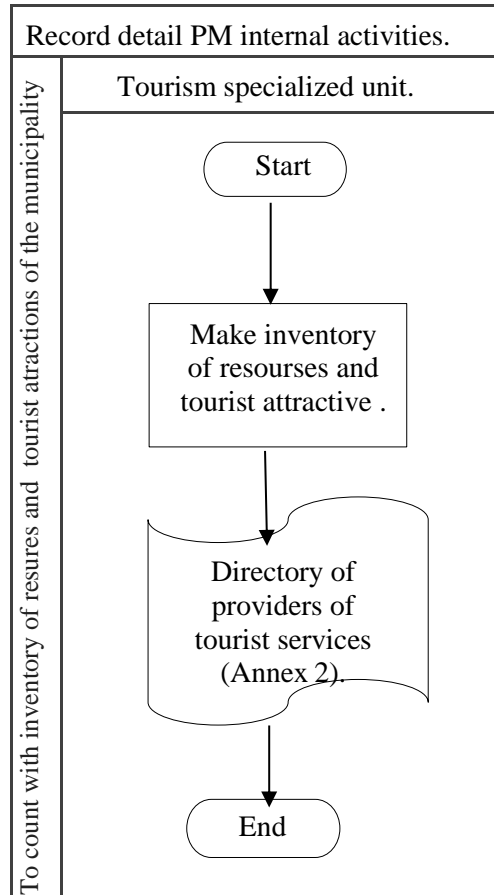 Record detail PM internal activities.
To count with inventory of resures and tourist atractions of the municipality
Tourism specialized unit.
Start
Make inventory
of resourses and
tourist attractive .
Directory of
providers of
tourist services
(Annex 2).
End